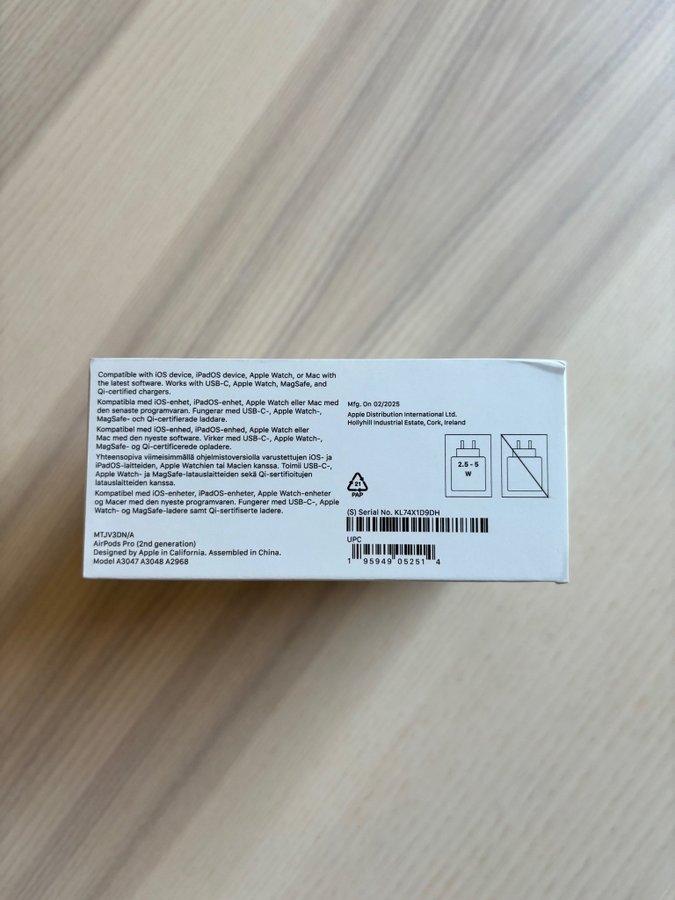 Compatible with iOS device, iPadOS device, Apple Watch, or Mac with
the latest software. Works with USB-C, Apple Watch, MagSafe, and
Qi-certified chargers.
Kompatibla med iOS-enhet, iPadOS-enhet, Apple Watch eller Mac med
den senaste programvaran. Fungerar med USB-C-, Apple Watch-,
MagSafe- och Qi-certifierade laddare.
Kompatibel med iOS-enhed, iPadOS-enhed, Apple Watch eller
Mac med den nyeste software. Virker med USB-C-, Apple Watch-,
MagSafe- og Qi-certificerede opladere.
Yhteensopiva viimeisimmällä ohjelmistoversiolla varustettujen iOS- ja
iPadOS-laitteiden, Apple Watchien tai Macien kanssa. Toimii USB-C-,
Apple Watch- ja MagSafe-latauslaitteiden sekä Qi-sertifioitujen
latauslaitteiden kanssa.
Kompatibel med iOS-enheter, iPadOS-enheter, Apple Watch-enheter
og Macer med den nyeste programvaren. Fungerer med USB-C-, Apple
Watch- og MagSafe-ladere samt Qi-sertifiserte ladere.
MTJV3DN/A
AirPods Pro (2nd generation)
Designed by Apple in California. Assembled in China.
Model A3047 A3048 A2968
Mfg. On 02/2025
Apple Distribution International Ltd.
Hollyhill Industrial Estate, Cork, Ireland
21
PAP
2.5 - 5
W
(S) Serial No. KL74X1D9DH
UPC
1 95949 05251 4